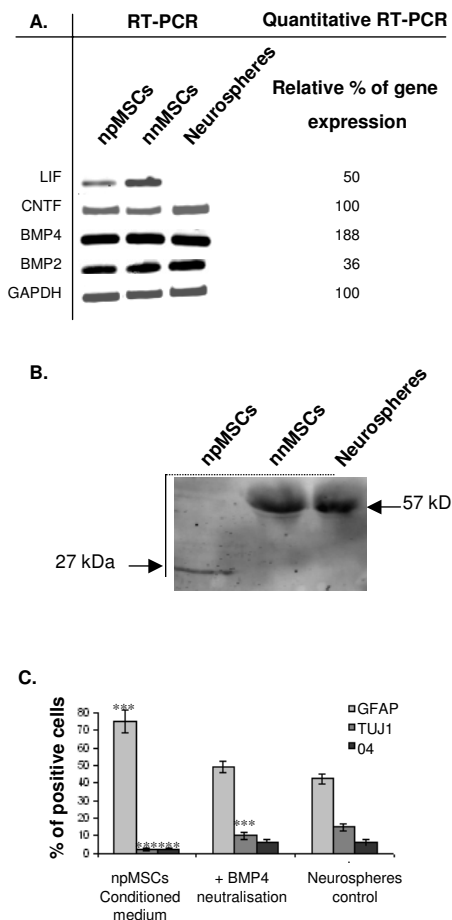 A. RT-PCR Quantitative RT-PCR
npMSCs nnMSCs Neurospheres
Relative % of gene
expression
LIF 50
CNTF 100
BMP4 188
BMP2 36
GAPDH 100
B.
npMSCs nnMSCs Neurospheres
57 kD
27 kDa
C.
% of positive cells
80
70
60
50
40
30
20
10
0
***
******
***
GFAP
TUJ1
04
npMSCs
Conditioned
medium
+ BMP4
neutralisation
Neurospheres
control